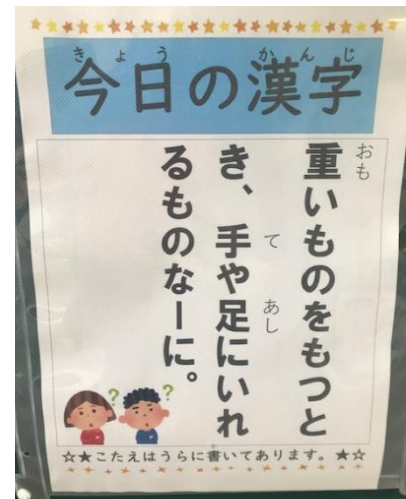 きょう かんじ
今日の漢字
おも
重いものをもつと
て あし
き、手や足にいれ
るものなーに。
? ?
☆★こたえはうらに書いてあります。★☆